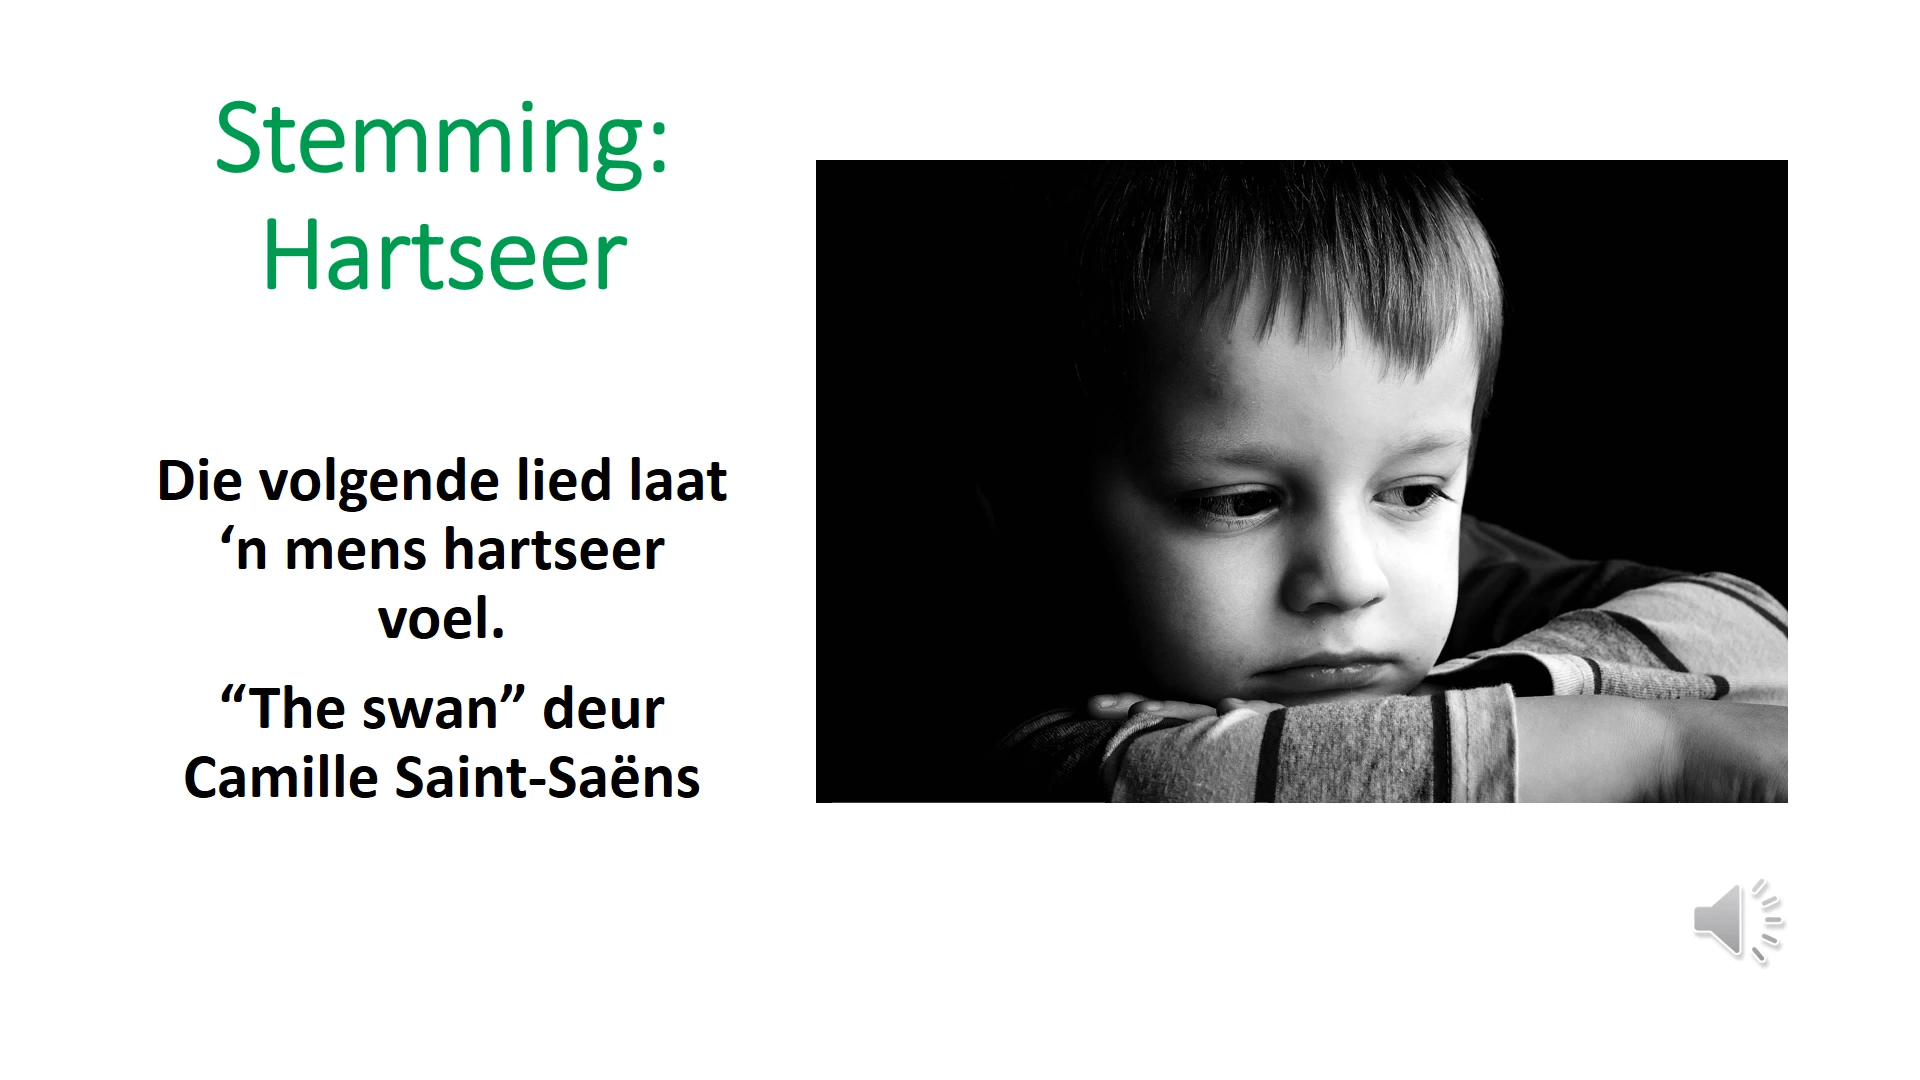 Stemming:
Hartseer
Die volgende lied laat
‘n mens hartseer
voel.
“The swan” deur
Camille Saint-Saëns